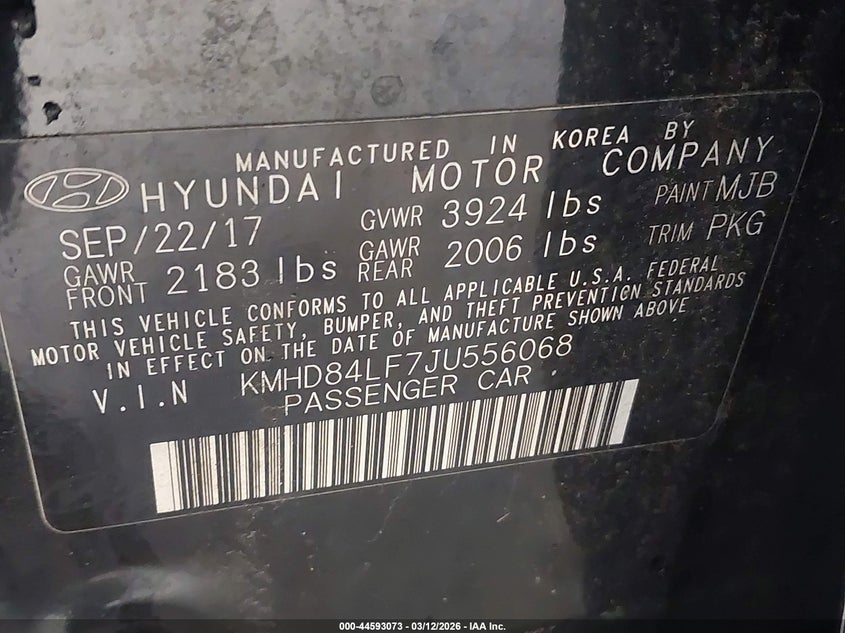 MANUFACTURED IN KOREA BY
HYUNDAI MOTOR COMPANY
SEP/22/17 GVWR 3924 lbs PAINT MJB
GAWR FRONT 2183 lbs GAWR REAR 2006 lbs TRIM PKG
THIS VEHICLE CONFORMS TO ALL APPLICABLE U.S.A. FEDERAL
MOTOR VEHICLE SAFETY, BUMPER, AND THEFT PREVENTION STANDARDS
IN EFFECT ON THE DATE OF MANUFACTURE SHOWN ABOVE
V.I.N KMHD84LF7JU556068
PASSENGER CAR
000-44593073 - 03/12/2026 - IAA Inc.